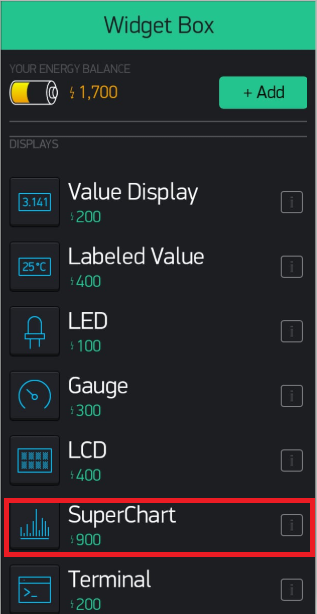 Widget Box
YOUR ENERGY BALANCE
1,700
+ Add
DISPLAYS
3.141
Value Display
200
25°C
Labeled Value
400
LED
100
Gauge
300
LCD
400
SuperChart
900
>_
Terminal
200